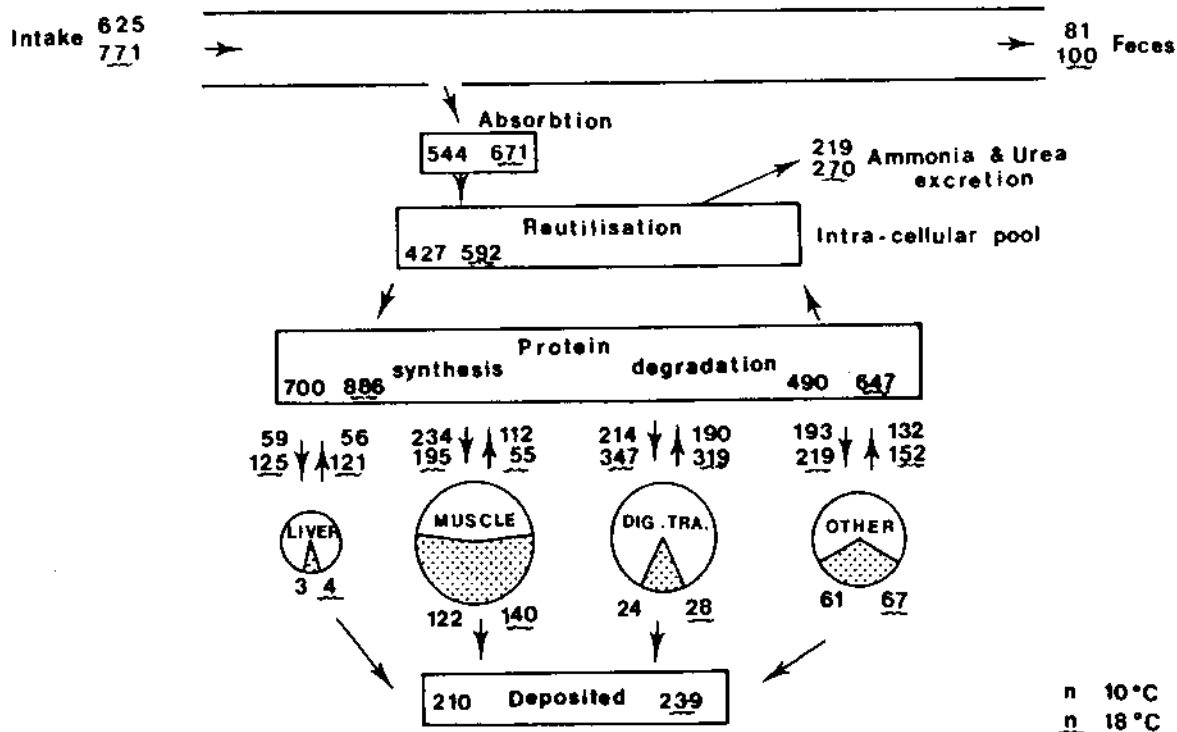 Intake 625
771
81
100 Feces
Absorbtion
544 671
219
270 Ammonia & Urea
excretion
Reutilisation
427 592
Intra-cellular pool
Protein
synthesis degradation
700 886 490 647
59 56 234 112 214 190 193 132
125 121 195 55 347 319 219 152
LIVER MUSCLE DIG.TRA. OTHER
3 4 122 140 24 28 61 67
210 Deposited 239
n 10°C
n 18°C